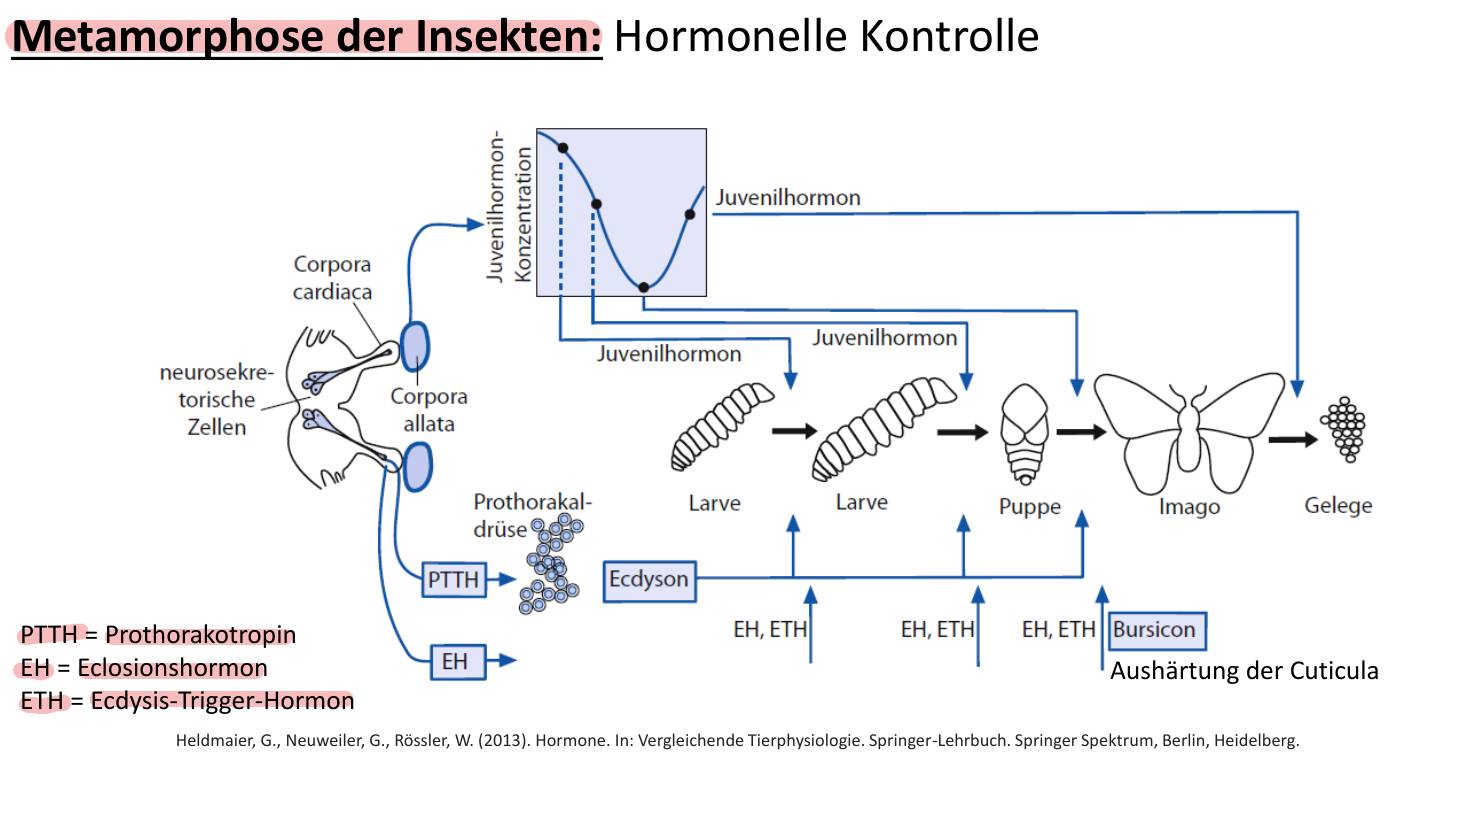 Metamorphose der Insekten: Hormonelle Kontrolle
Juvenilhormon-
Konzentration
Juvenilhormon
Corpora
cardiaca
Juvenilhormon
Juvenilhormon
neurosekre-
torische
Zellen
Corpora
allata
Larve
Larve
Puppe
Imago
Gelege
Prothorakal-
drüse
PTTH
Ecdyson
EH, ETH
EH, ETH
EH, ETH
Bursicon
EH
Aushärtung der Cuticula
PTTH = Prothorakotropin
EH = Eclosionshormon
ETH = Ecdysis-Trigger-Hormon
Heldmaier, G., Neuweiler, G., Rössler, W. (2013). Hormone. In: Vergleichende Tierphysiologie. Springer-Lehrbuch. Springer Spektrum, Berlin, Heidelberg.